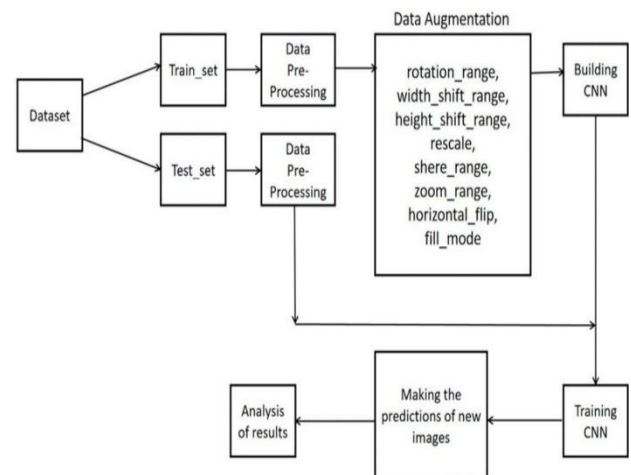 Data Augmentation
Dataset
Train_set
Data
Pre-
Processing
rotation_range,
width_shift_range,
height_shift_range,
rescale,
shere_range,
zoom_range,
horizontal_flip,
fill_mode
Building
CNN
Test_set
Data
Pre-
Processing
Training
CNN
Making the
predictions of new
images
Analysis
of results